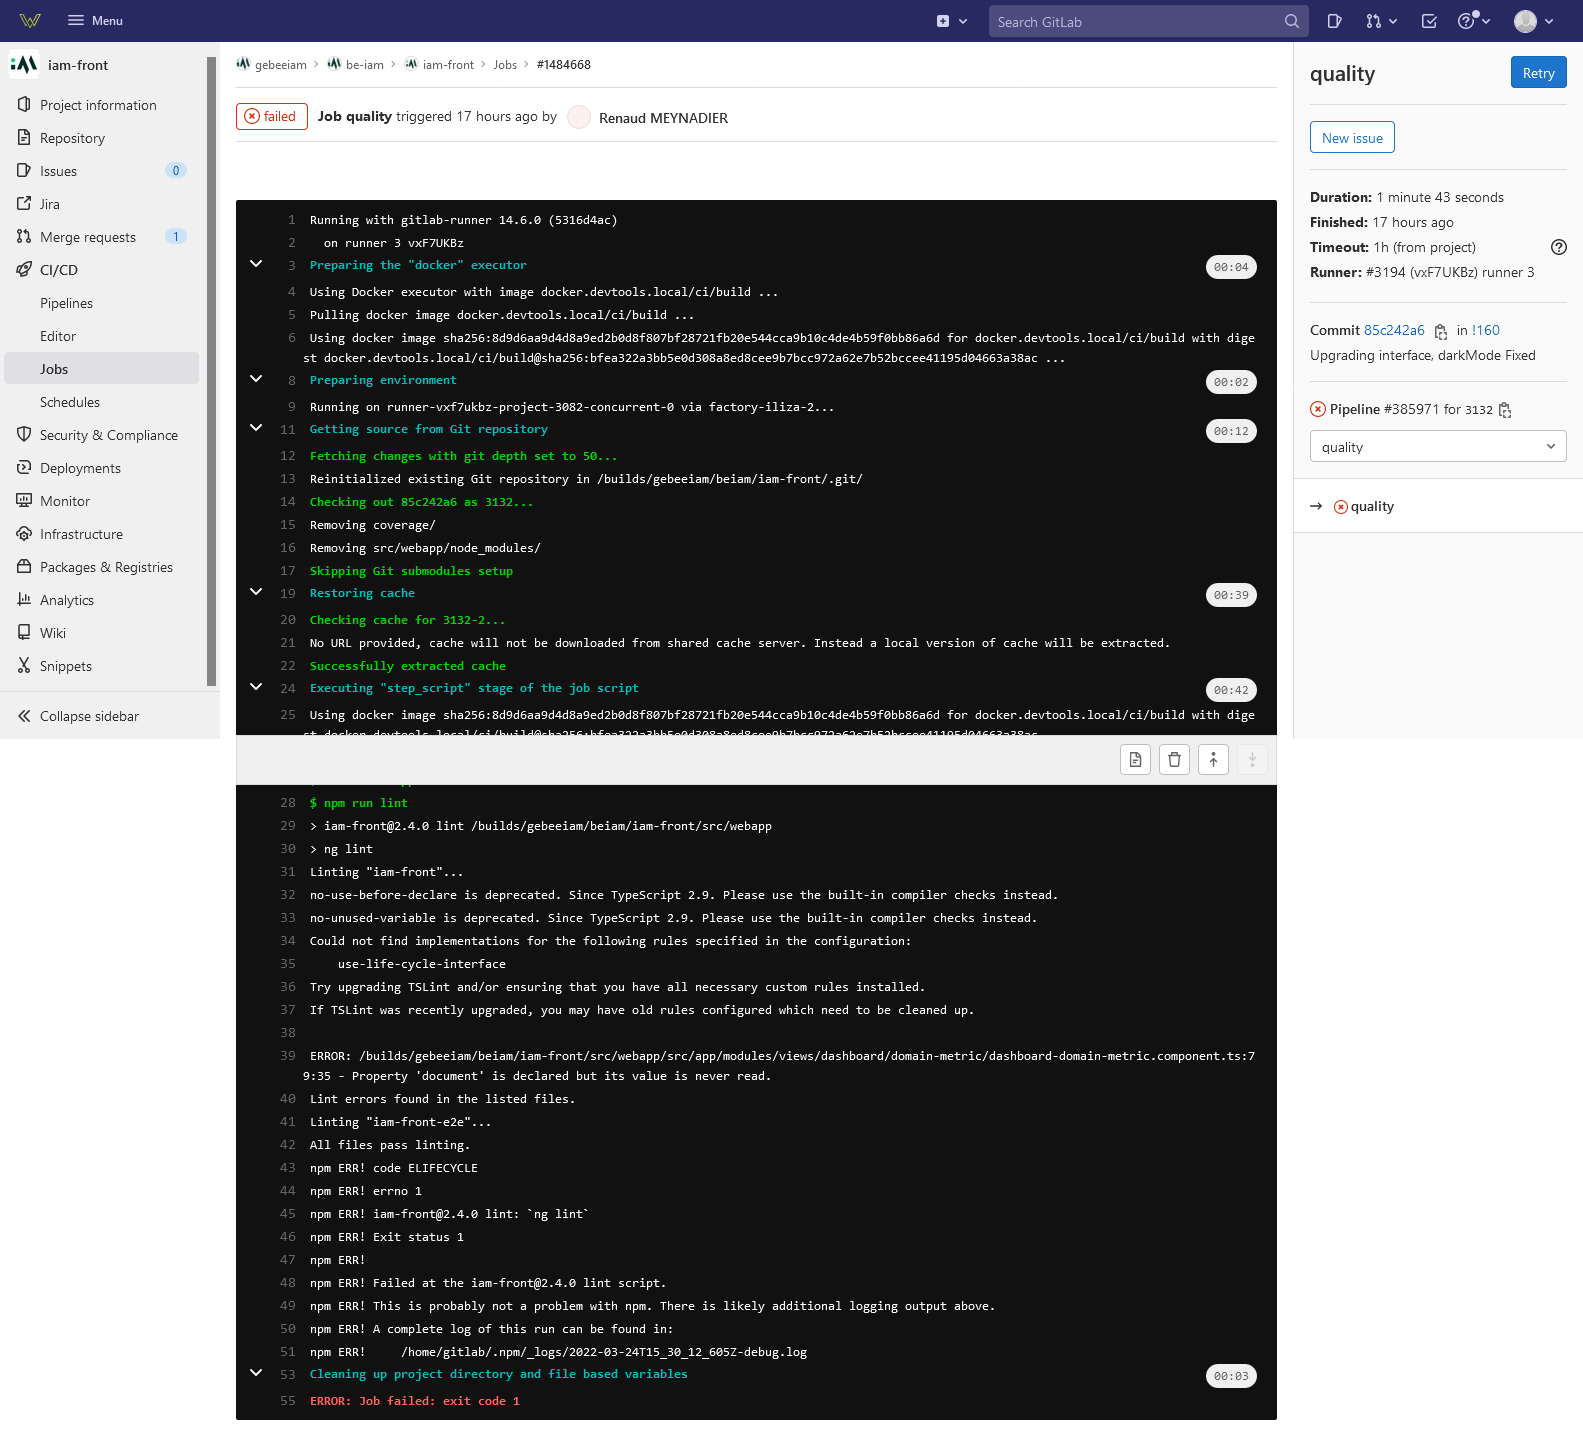 Menu
Search GitLab
iam-front
Project information
Repository
Issues 0
Jira
Merge requests 1
CI/CD
Pipelines
Editor
Jobs
Schedules
Security & Compliance
Deployments
Monitor
Infrastructure
Packages & Registries
Analytics
Wiki
Snippets
Collapse sidebar
gebeeiam > be-iam > iam-front > Jobs > #1484668
failed Job quality triggered 17 hours ago by Renaud MEYNADIER
1 Running with gitlab-runner 14.6.0 (5316d4ac)
2 on runner 3 vxF7UKBz
3 Preparing the "docker" executor 00:04
4 Using Docker executor with image docker.devtools.local/ci/build ...
5 Pulling docker image docker.devtools.local/ci/build ...
6 Using docker image sha256:8d9d6aa9d4d8a9ed2b0d8f807bf28721fb20e544cca9b10c4de4b59f0bb86a6d for docker.devtools.local/ci/build with dige
st docker.devtools.local/ci/build@sha256:bfea322a3bb5e0d308a8ed8cee9b7bcc972a62e7b52bccee41195d04663a38ac ...
8 Preparing environment 00:02
9 Running on runner-vxf7ukbz-project-3082-concurrent-0 via factory-iliza-2...
11 Getting source from Git repository 00:12
12 Fetching changes with git depth set to 50...
13 Reinitialized existing Git repository in /builds/gebeeiam/beiam/iam-front/.git/
14 Checking out 85c242a6 as 3132...
15 Removing coverage/
16 Removing src/webapp/node_modules/
17 Skipping Git submodules setup
19 Restoring cache 00:39
20 Checking cache for 3132-2...
21 No URL provided, cache will not be downloaded from shared cache server. Instead a local version of cache will be extracted.
22 Successfully extracted cache
24 Executing "step_script" stage of the job script 00:42
25 Using docker image sha256:8d9d6aa9d4d8a9ed2b0d8f807bf28721fb20e544cca9b10c4de4b59f0bb86a6d for docker.devtools.local/ci/build with dige
st docker.devtools.local/ci/build@sha256:bfea322a3bb5e0d308a8ed8cee9b7bcc972a62e7b52bccee41195d04663a38ac
28 $ npm run lint
29 > iam-front@2.4.0 lint /builds/gebeeiam/beiam/iam-front/src/webapp
30 > ng lint
31 Linting "iam-front"...
32 no-use-before-declare is deprecated. Since TypeScript 2.9. Please use the built-in compiler checks instead.
33 no-unused-variable is deprecated. Since TypeScript 2.9. Please use the built-in compiler checks instead.
34 Could not find implementations for the following rules specified in the configuration:
35 use-life-cycle-interface
36 Try upgrading TSLint and/or ensuring that you have all necessary custom rules installed.
37 If TSLint was recently upgraded, you may have old rules configured which need to be cleaned up.
38
39 ERROR: /builds/gebeeiam/beiam/iam-front/src/webapp/src/app/modules/views/dashboard/domain-metric/dashboard-domain-metric.component.ts:7
9:35 - Property 'document' is declared but its value is never read.
40 Lint errors found in the listed files.
41 Linting "iam-front-e2e"...
42 All files pass linting.
43 npm ERR! code ELIFECYCLE
44 npm ERR! errno 1
45 npm ERR! iam-front@2.4.0 lint: `ng lint`
46 npm ERR! Exit status 1
47 npm ERR!
48 npm ERR! Failed at the iam-front@2.4.0 lint script.
49 npm ERR! This is probably not a problem with npm. There is likely additional logging output above.
50 npm ERR! A complete log of this run can be found in:
51 npm ERR! /home/gitlab/.npm/_logs/2022-03-24T15_30_12_605Z-debug.log
53 Cleaning up project directory and file based variables 00:03
55 ERROR: Job failed: exit code 1
quality Retry
New issue
Duration: 1 minute 43 seconds
Finished: 17 hours ago
Timeout: 1h (from project)
Runner: #3194 (vxF7UKBz) runner 3
Commit 85c242a6 in !160
Upgrading interface, darkMode Fixed
Pipeline #385971 for 3132
quality
→ quality